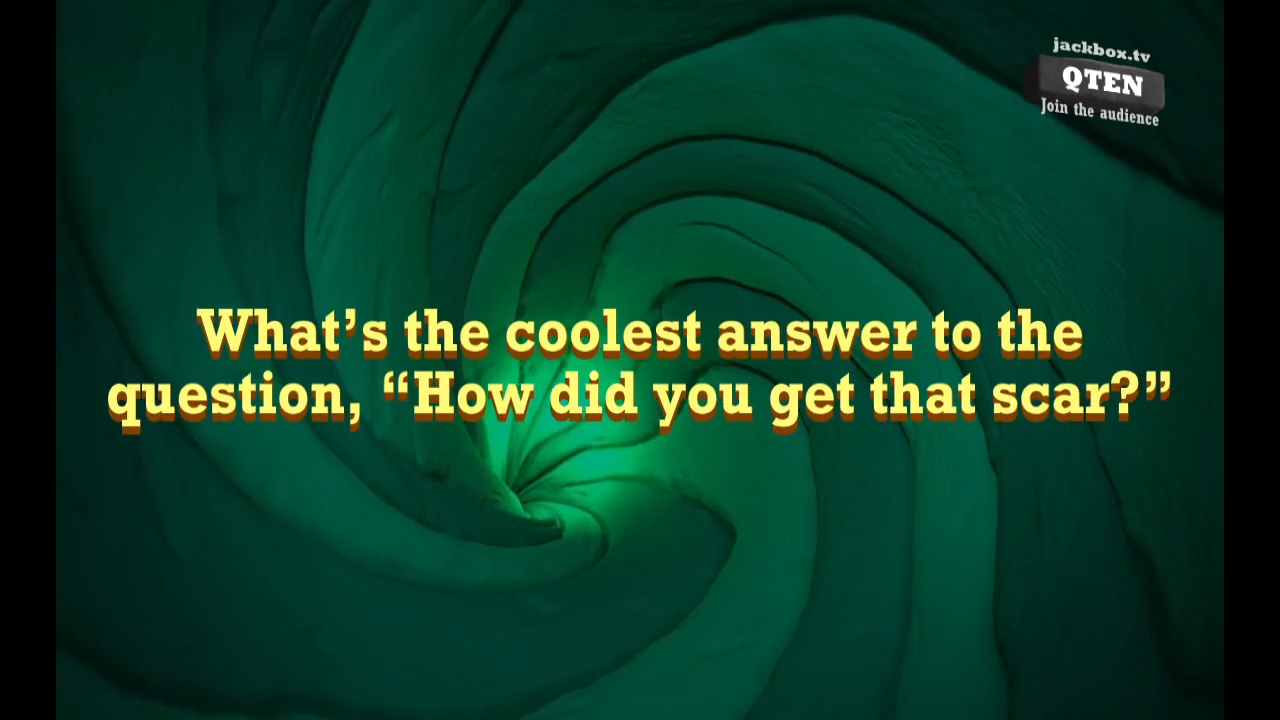 jackbox.tv
QTEN
Join the audience
What’s the coolest answer to the
question, “How did you get that scar?”